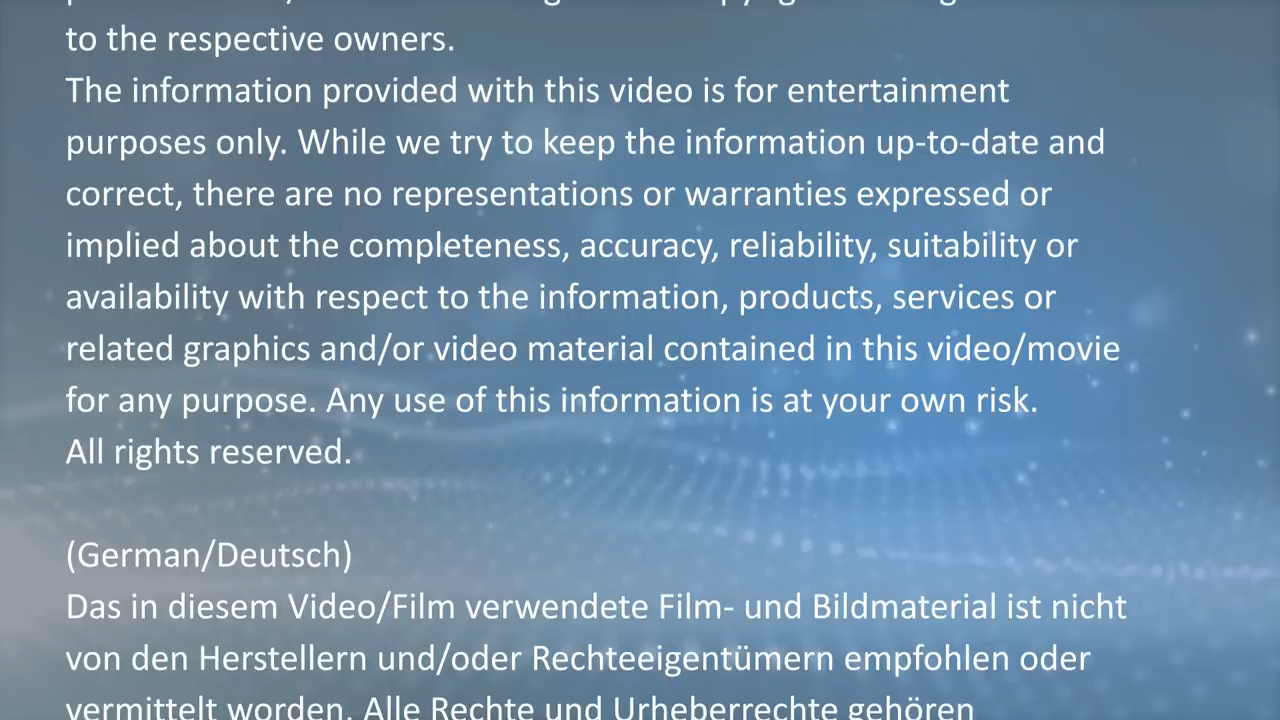 to the respective owners.
The information provided with this video is for entertainment
purposes only. While we try to keep the information up-to-date and
correct, there are no representations or warranties expressed or
implied about the completeness, accuracy, reliability, suitability or
availability with respect to the information, products, services or
related graphics and/or video material contained in this video/movie
for any purpose. Any use of this information is at your own risk.
All rights reserved.
(German/Deutsch)
Das in diesem Video/Film verwendete Film- und Bildmaterial ist nicht
von den Herstellern und/oder Rechteeigentümern empfohlen oder
vermittelt worden. Alle Rechte und Urheberrechte gehören